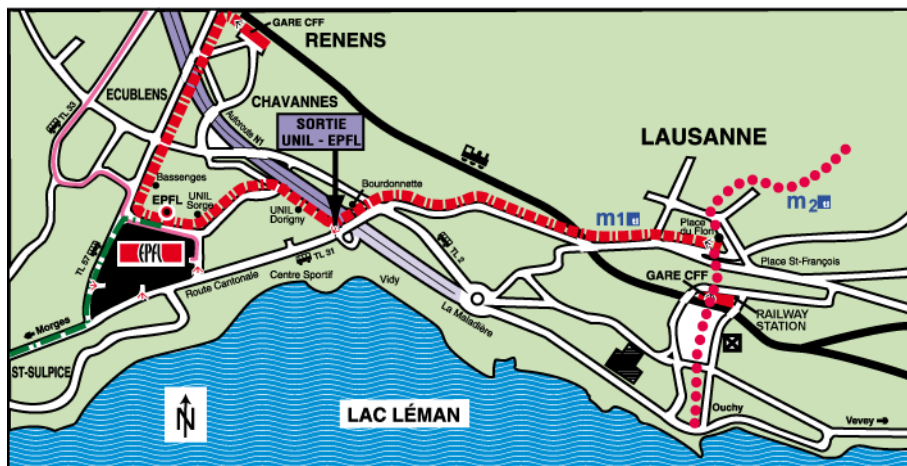 GARE CFF
RENENS
TL 33
ECUBLENS
CHAVANNES
Autoroute N1
SORTIE
UNIL - EPFL
LAUSANNE
Bassenges
EPFL
UNIL
Sorge
Bourdonnette
UNIL
Dorigny
m1
m2
Place
du Flon
EPFL
TL 57
TL 31
TL 2
Place St-François
Route Cantonale
Centre Sportif
Vidy
GARE CFF
La Maladière
RAILWAY
STATION
Morges
ST-SULPICE
N
LAC LÉMAN
Ouchy
Vevey